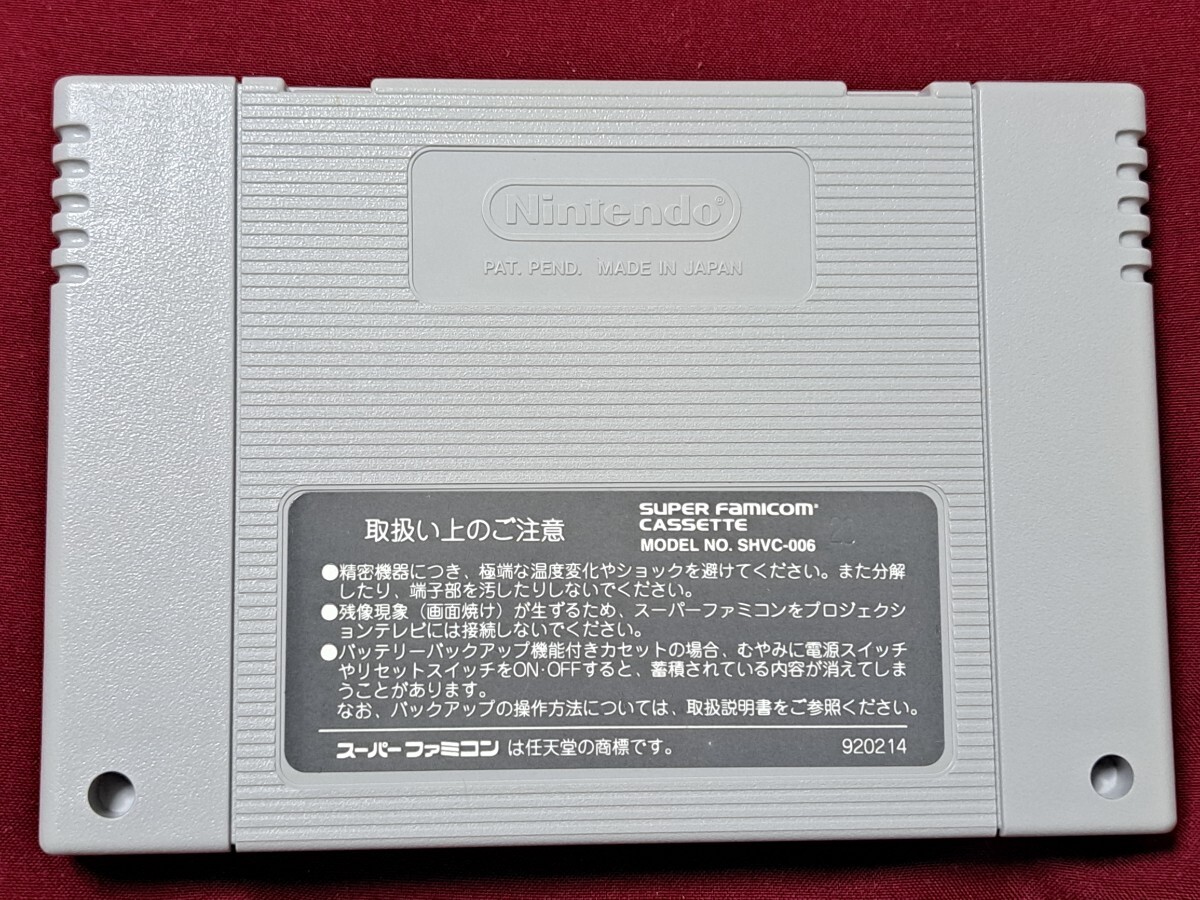 Nintendo®
PAT. PEND. MADE IN JAPAN
取扱い上のご注意
SUPER FAMICOM
CASSETTE
MODEL NO. SHVC-006
21
●精密機器につき、極端な温度変化やショックを避けてください。また分解
したり、端子部を汚したりしないでください。
●残像現象（画面焼け）が生ずるため、スーパーファミコンをプロジェクシ
ョンテレビには接続しないでください。
●バッテリーバックアップ機能付きカセットの場合、むやみに電源スイッチ
やリセットスイッチをON·OFFすると、蓄積されている内容が消えてしま
うことがあります。
なお、バックアップの操作方法については、取扱説明書をご参照ください。
スーパーファミコン は任天堂の商標です。 920214